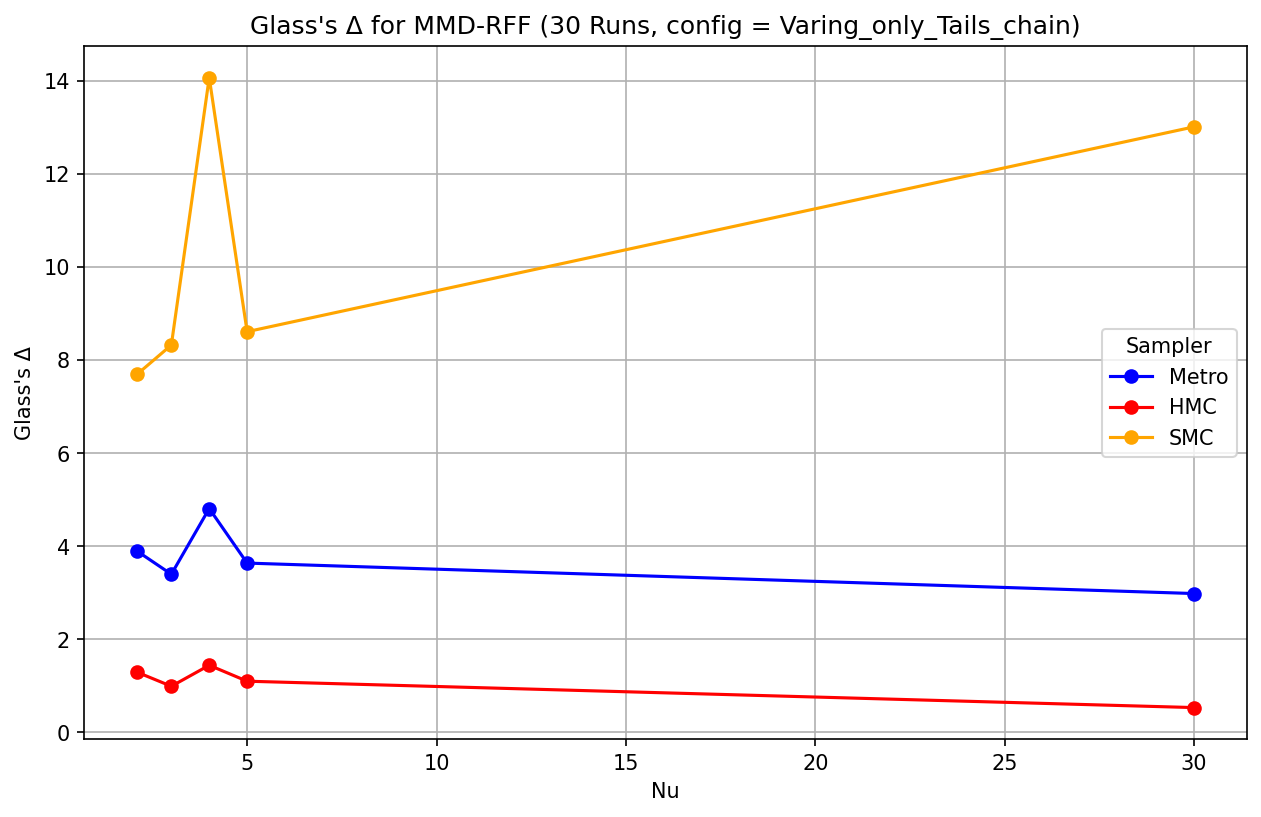 Glass's Δ for MMD-RFF (30 Runs, config = Varing_only_Tails_chain)
Glass's Δ
14
12
10
8
6
4
2
0
5
10
15
20
25
30
Nu
Sampler
Metro
HMC
SMC